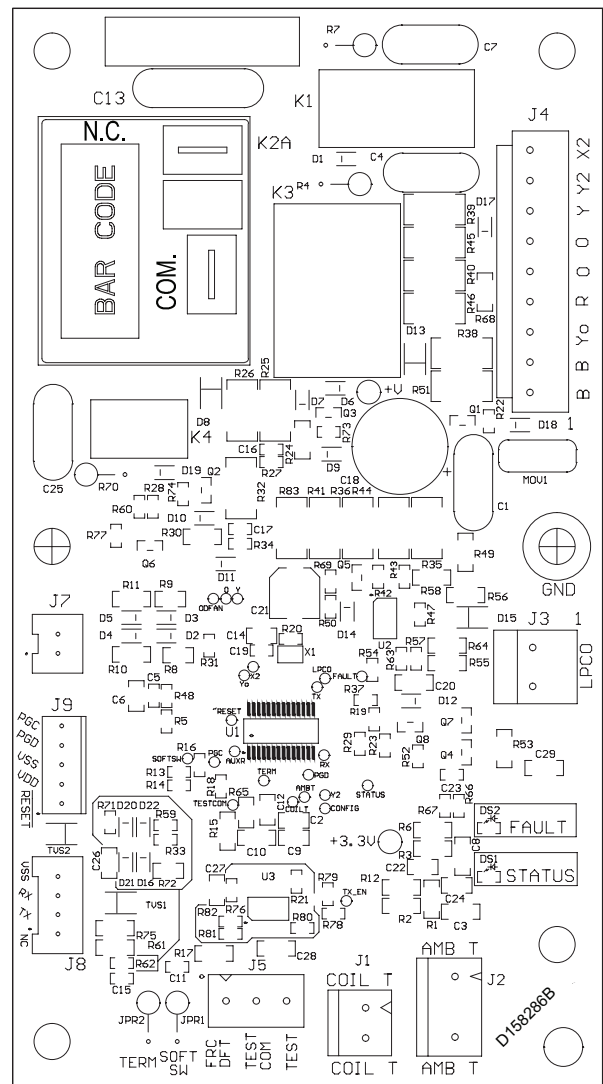 R7
C7
C13
K1
J4
N.C.
K2A
D1
C4
X2
R4
Y2
K3
R39
D17
Y
BAR CODE
R45
O
COM.
R40
O
R46
R68
R
D13
R38
Yo
R26
R25
R51
B
+V
D6
D7
Q3
R73
Q1
R22
B
D8
K4
C16
R27
R24
D9
D18
1
C25
R70
D19
Q2
R28
R74
R32
C18
+
MOV1
R60
D10
R83
R41
R36
R44
C1
R77
R30
C17
R34
Q6
D11
R69
Q5
R43
R35
R49
GND
R11
R9
ODFAN
O
Y
C21
R50
R42
R58
R56
J7
D5
D3
D14
U2
R47
D15
J3
1
D4
D2
C14
R20
R10
R8
R31
C19
X1
R54
R63
R57
R64
R55
LPCO
X2
Yo
LPCO
FAULT
C6
C5
R48
TX
R37
C20
J9
R5
RESET
U1
R19
D12
Q7
PGC
PGD
VSS
VDD
RESET
SOFTSW
R16
PGC
AUXR
RX
R29
R23
Q8
R52
Q4
R53
C29
R13
R14
R18
TERM
PGD
AMBT
STATUS
TESTCOM
R65
C12
COILT
Y2
CONFIG
C23
R66
R71
D20
D22
R59
R15
C2
R67
DS2
FAULT
TVS2
R33
C10
C9
+3.3V
R6
R3
C8
C26
D21
D16
R72
C22
DS1
STATUS
VSS
RX
TX
NC
TVS1
C27
U3
R21
R79
TX_EN
R12
C24
R82
R76
R2
R1
C3
R75
R61
R81
R80
R78
R62
R17
C28
J8
C15
C11
J5
J1
AMB T
J2
COIL T
JPR2
JPR1
TERM
SOFT SW
FRC DFT
TEST COM
TEST
COIL T
AMB T
D158286B